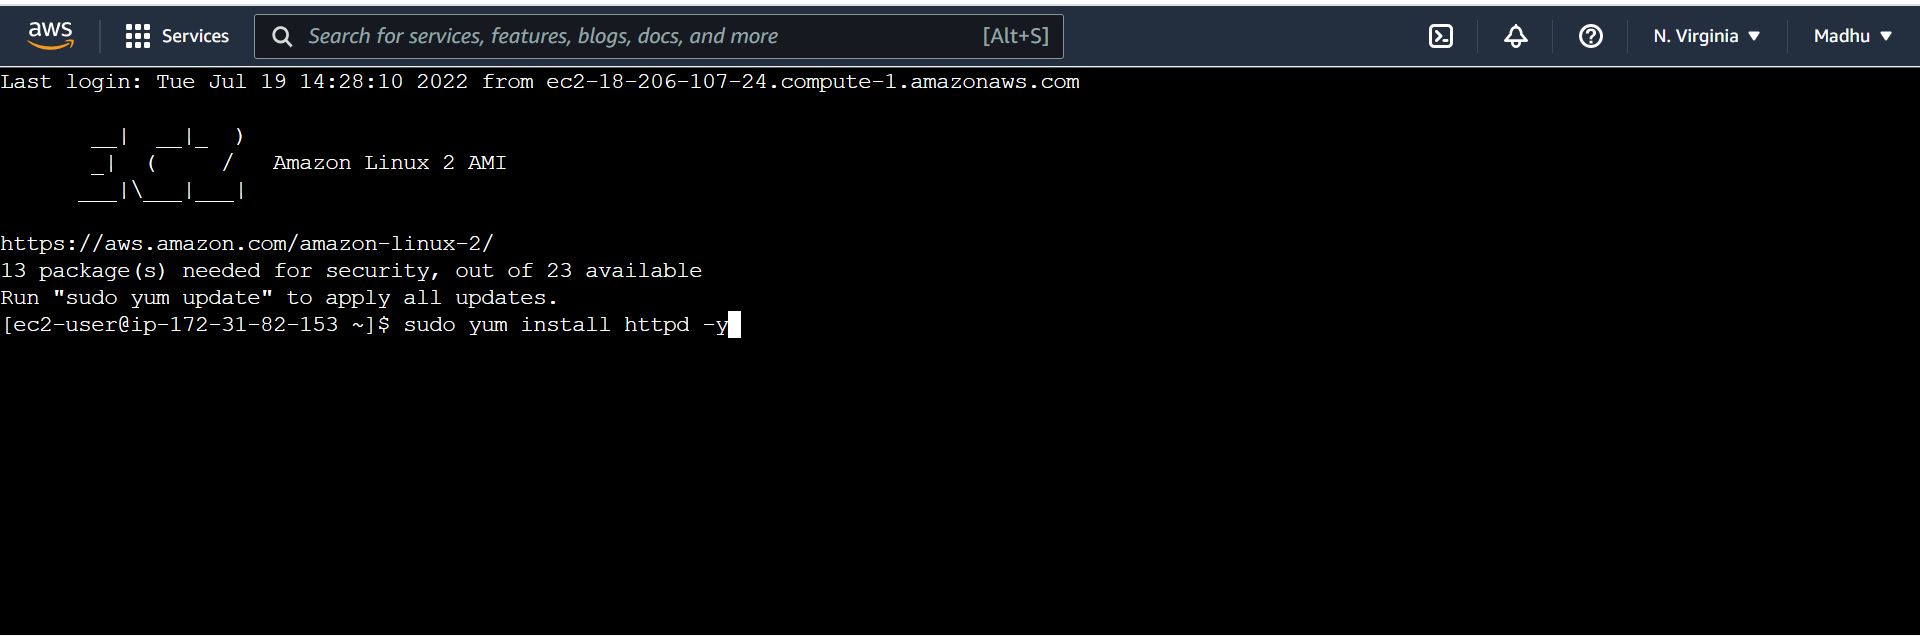 aws Services Search for services, features, blogs, docs, and more [Alt+S] N. Virginia ▼ Madhu ▼
Last login: Tue Jul 19 14:28:10 2022 from ec2-18-206-107-24.compute-1.amazonaws.com
       __|  __|_  )
       _|  (     /   Amazon Linux 2 AMI
      ___|\___|___|
https://aws.amazon.com/amazon-linux-2/
13 package(s) needed for security, out of 23 available
Run "sudo yum update" to apply all updates.
[ec2-user@ip-172-31-82-153 ~]$ sudo yum install httpd -y